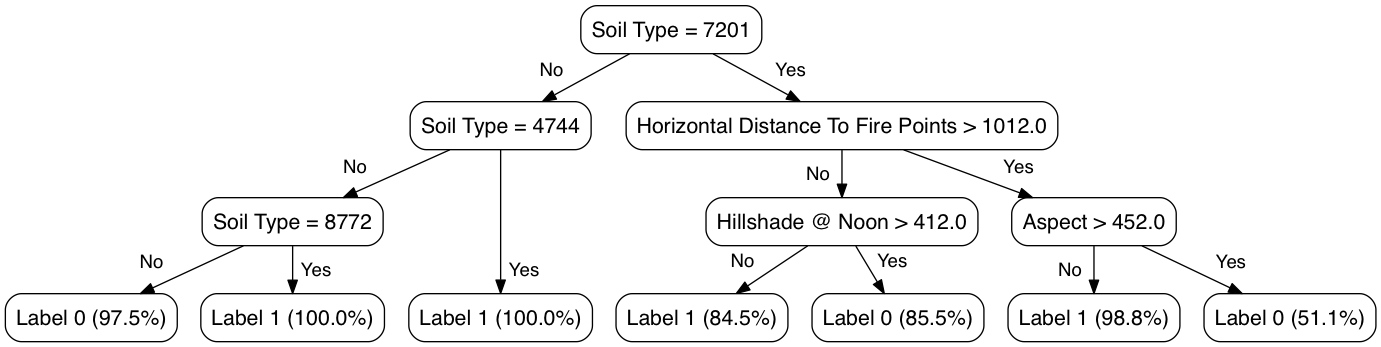 Soil Type = 7201
No
Yes
Soil Type = 4744
Horizontal Distance To Fire Points > 1012.0
No
No
Yes
Soil Type = 8772
Hillshade @ Noon > 412.0
Aspect > 452.0
No
Yes
Yes
No
Yes
No
Yes
Label 0 (97.5%)
Label 1 (100.0%)
Label 1 (100.0%)
Label 1 (84.5%)
Label 0 (85.5%)
Label 1 (98.8%)
Label 0 (51.1%)